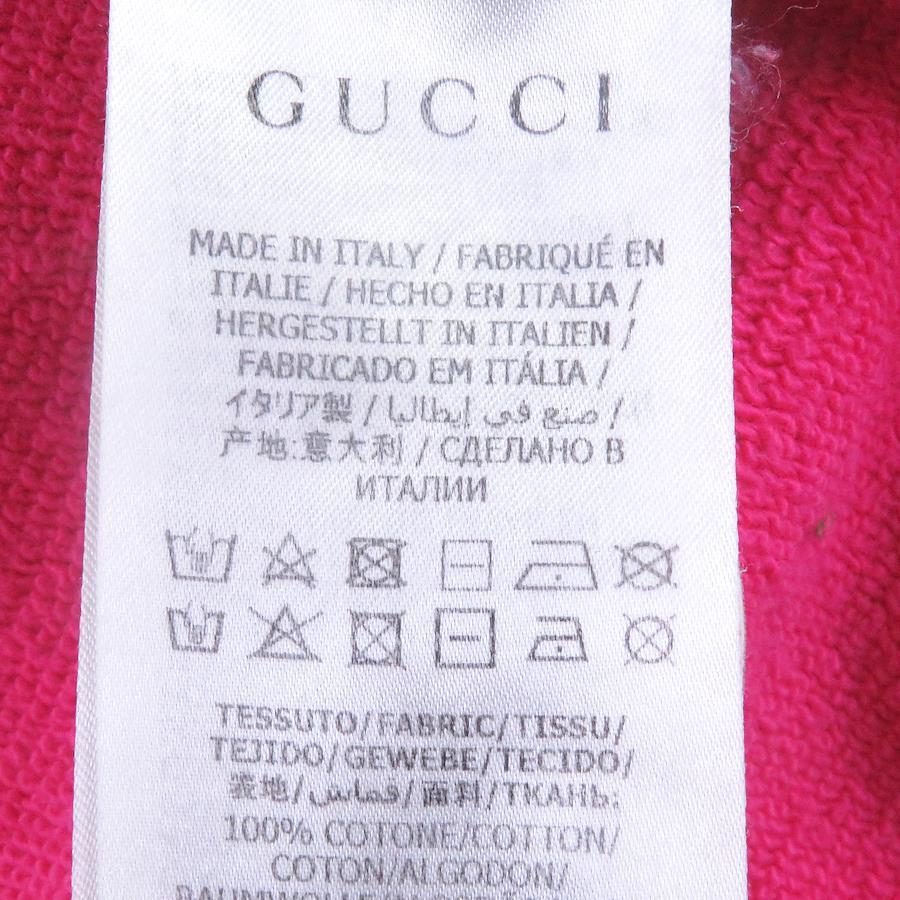 GUCCI
MADE IN ITALY / FABRIQUÉ EN
ITALIE / HECHO EN ITALIA /
HERGESTELLT IN ITALIEN /
FABRICADO EM ITÁLIA /
イタリア製 / صنع في إيطاليا /
产地:意大利 / СДЕЛАНО В
ИТАЛИИ
TESSUTO/FABRIC/TISSU/
TEJIDO/GEWEBE/TECIDO/
表地/قماش/面料/ТКАНЬ:
100% COTONE/COTTON/
COTON/ALGODON/